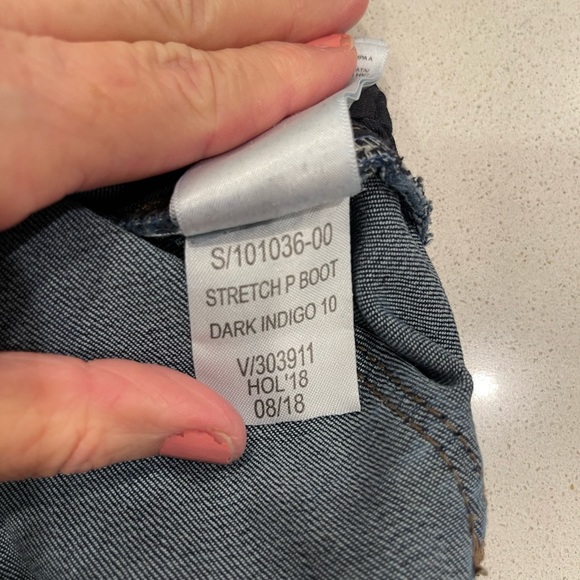 S/101036-00
STRETCH P BOOT
DARK INDIGO 10
V/303911
HOL'18
08/18